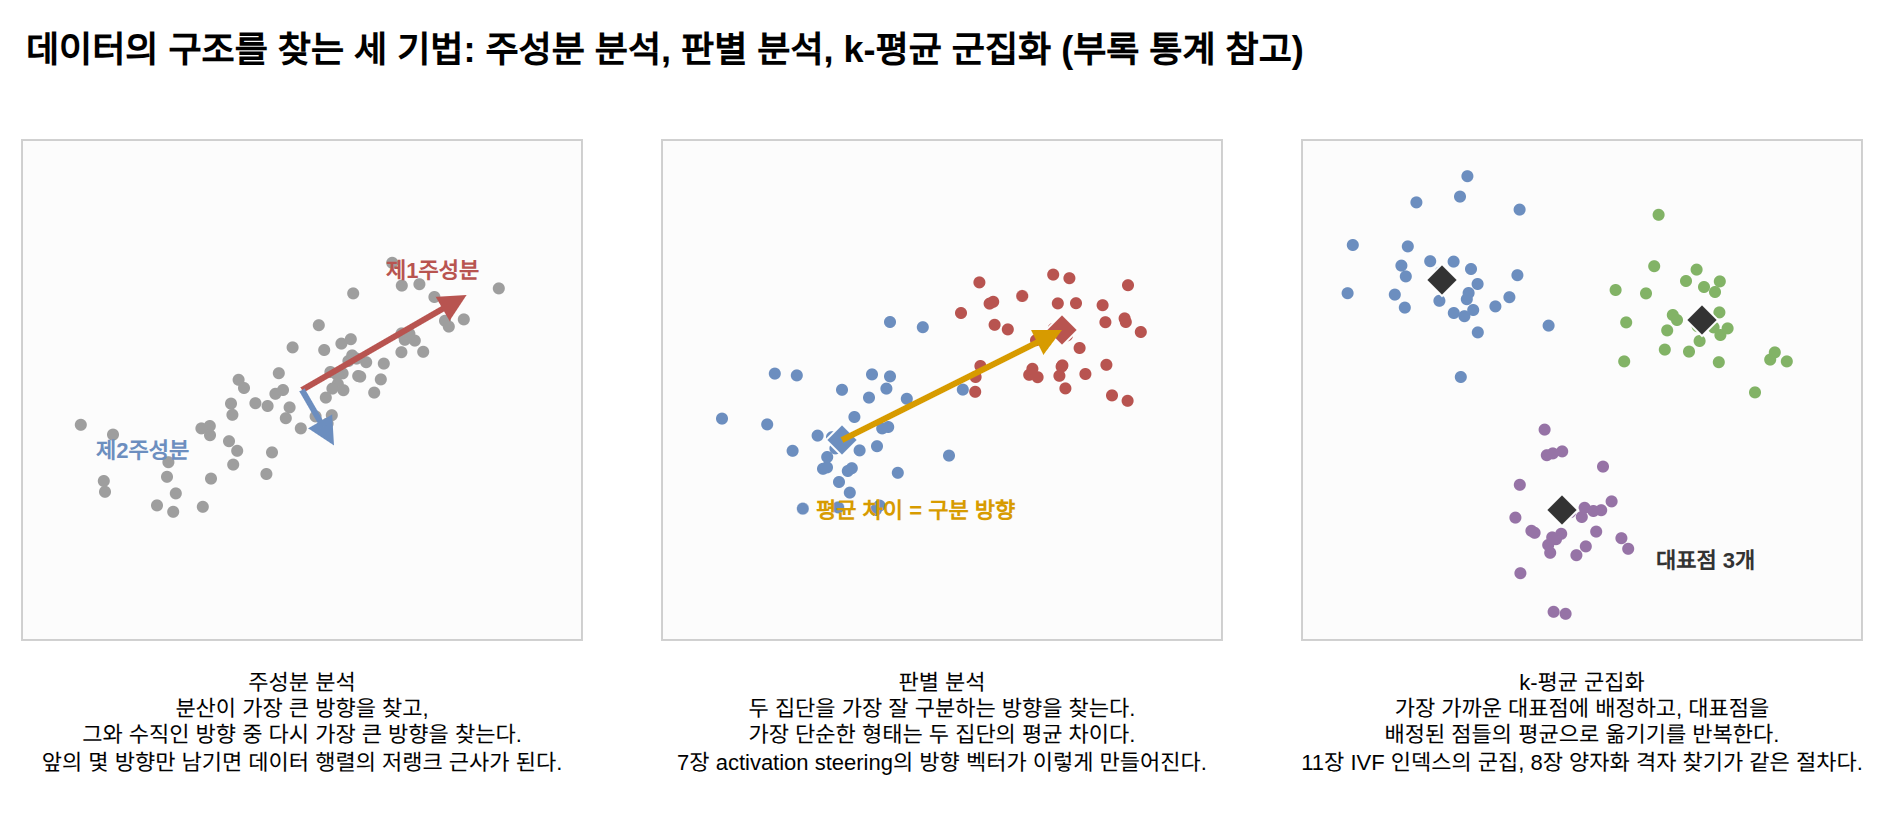 데이터의 구조를 찾는 세 기법: 주성분 분석, 판별 분석, k-평균 군집화 (부록 통계 참고)
제1주성분
제2주성분
주성분 분석
분산이 가장 큰 방향을 찾고,
그와 수직인 방향 중 다시 가장 큰 방향을 찾는다.
앞의 몇 방향만 남기면 데이터 행렬의 저랭크 근사가 된다.
평균 차이 = 구분 방향
판별 분석
두 집단을 가장 잘 구분하는 방향을 찾는다.
가장 단순한 형태는 두 집단의 평균 차이다.
7장 activation steering의 방향 벡터가 이렇게 만들어진다.
대표점 3개
k-평균 군집화
가장 가까운 대표점에 배정하고, 대표점을
배정된 점들의 평균으로 옮기기를 반복한다.
11장 IVF 인덱스의 군집, 8장 양자화 격자 찾기가 같은 절차다.